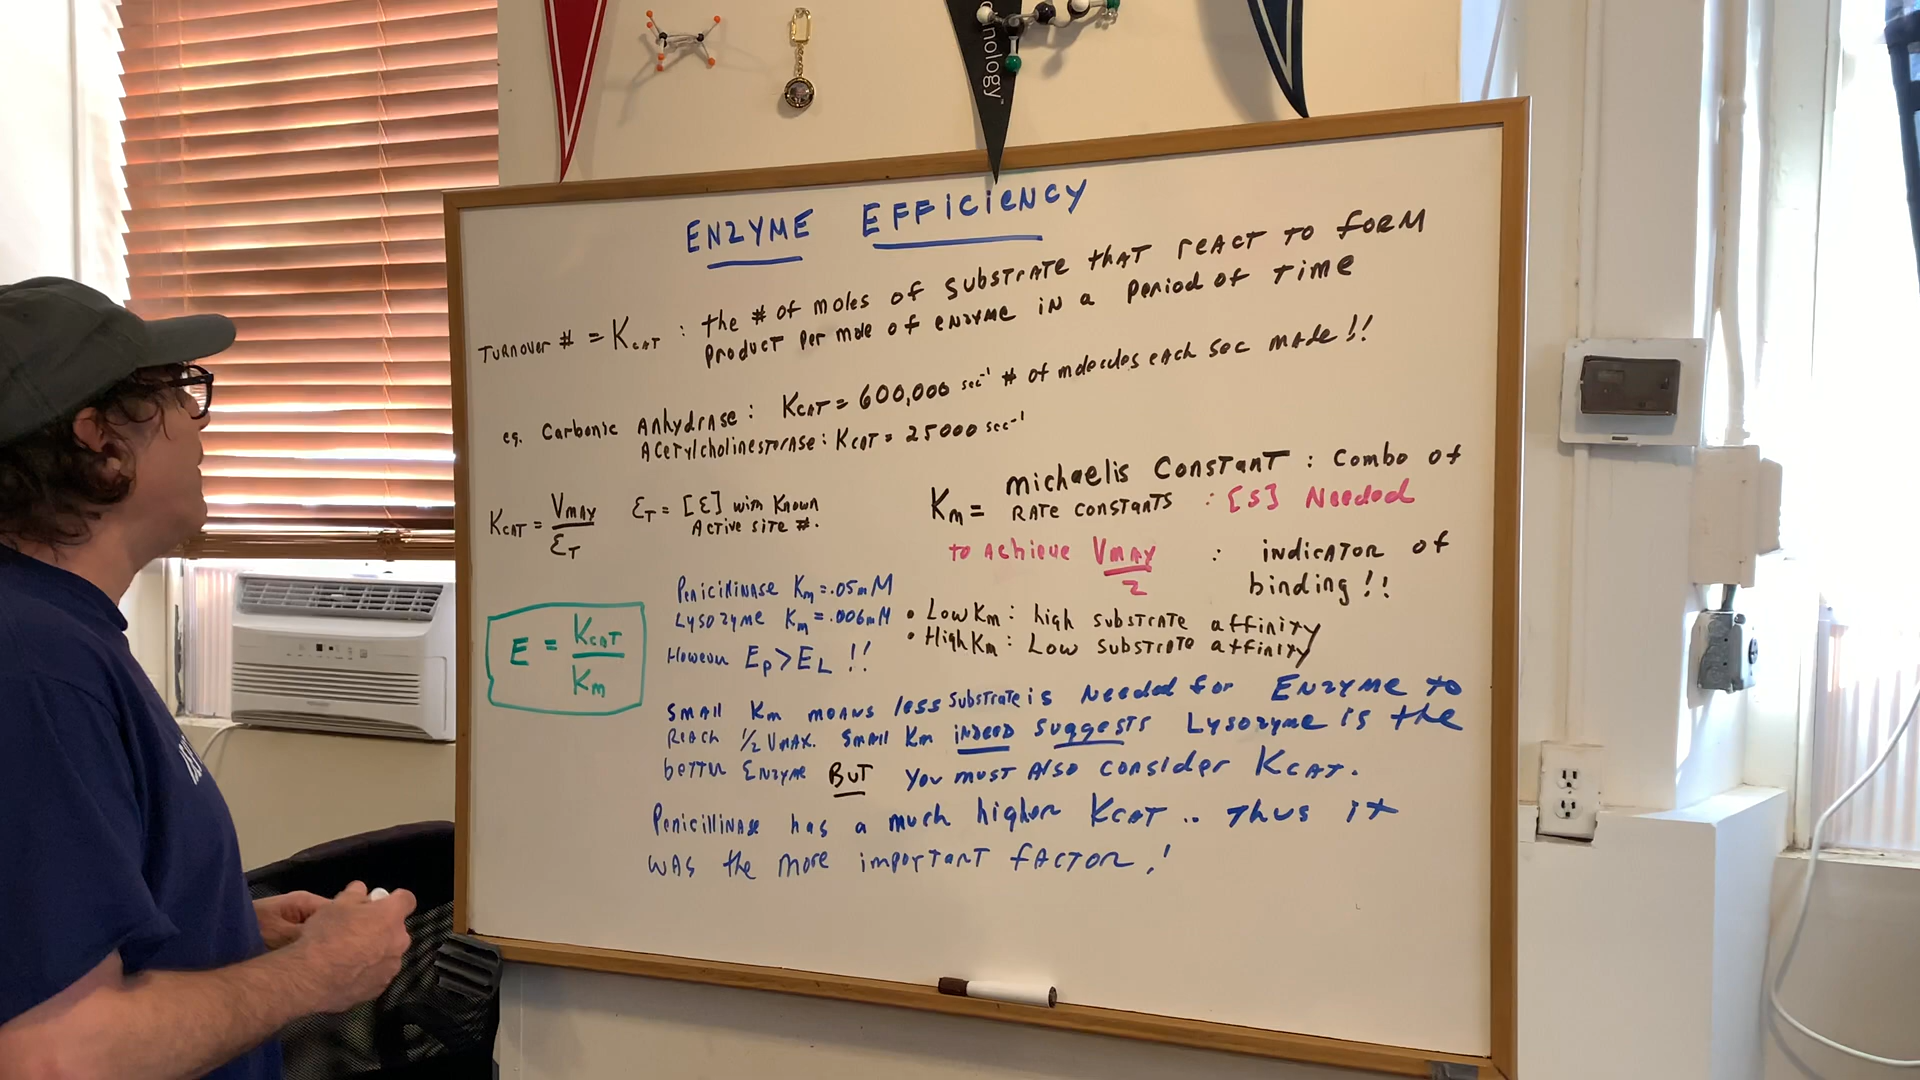 nology
ENZYME EFFICIENCY
TURNOVER # = KCAT : the # of moles of substrate that react to form
product per mole of enzyme in a period of time
eg. Carbonic Anhydrase: KCAT = 600,000 sec⁻¹ # of molecules each sec made!!
Acetylcholinesterase: KCAT = 25000 sec⁻¹
KCAT = VMAX / ET
ET = [E] with Known
Active site #.
Km = michaelis constant : combo of
RATE CONSTANTS : [S] Needed
to achieve VMAX / 2 : indicator of
binding!!
• Low Km: high substrate affinity
• High Km: Low substrate affinity
Penicillinase Km = .05mM
Lysozyme Km = .006mM
However EP > EL !!
E = KCAT / Km
Small Km means less substrate is needed for Enzyme to
Reach 1/2 VMAX. Small Km indeed suggests Lysozyme is the
better Enzyme BUT you must also consider KCAT.
Penicillinase has a much higher KCAT .. thus it
was the more important factor!